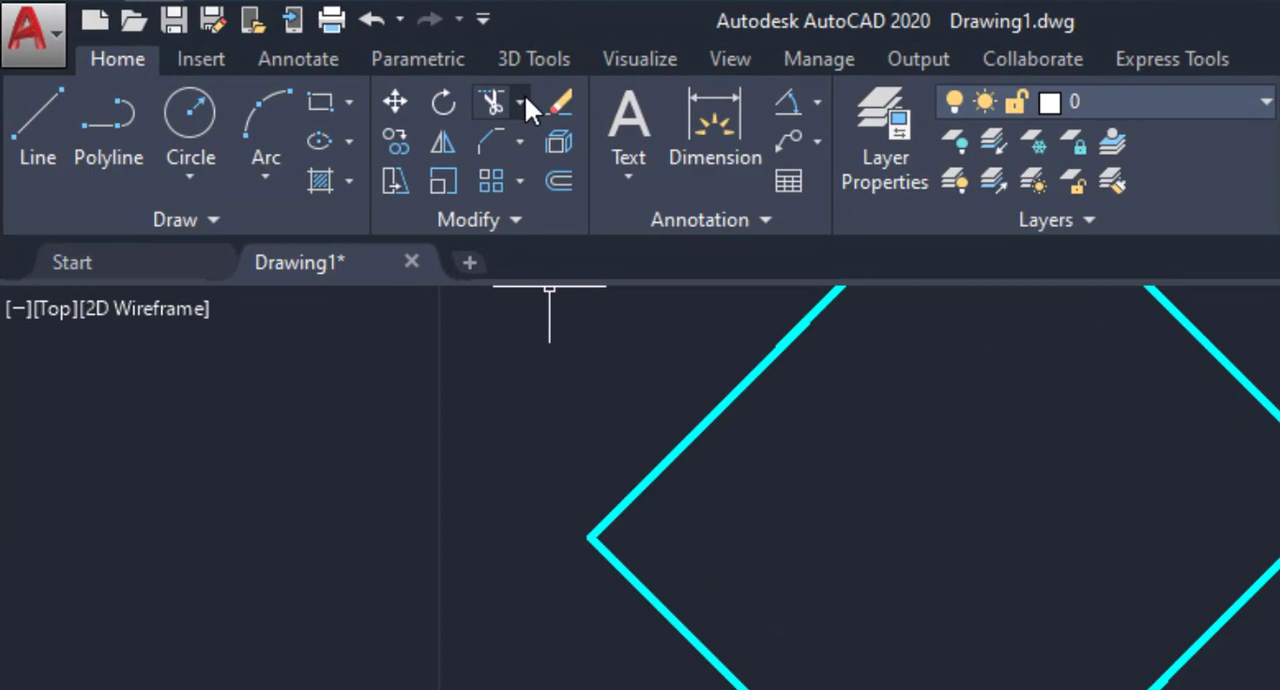 Autodesk AutoCAD 2020 Drawing1.dwg
Home Insert Annotate Parametric 3D Tools Visualize View Manage Output Collaborate Express Tools
0
Line Polyline Circle Arc Text Dimension Layer Properties
Draw Modify Annotation Layers
Start Drawing1*
[−][Top][2D Wireframe]